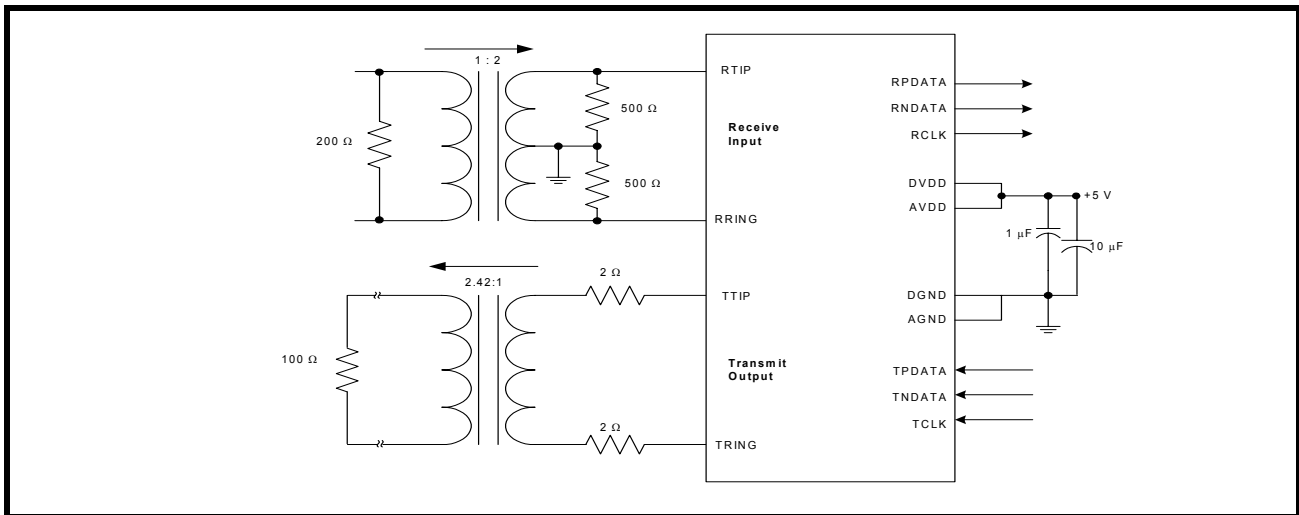 1 : 2
200 Ω
500 Ω
500 Ω
RTIP
Receive
Input
RRING
RPDATA
RNDATA
RCLK
DVDD
AVDD
+5 V
1 µF
10 µF
DGND
AGND
2.42:1
100 Ω
2 Ω
2 Ω
TTIP
Transmit
Output
TRING
TPDATA
TNDATA
TCLK